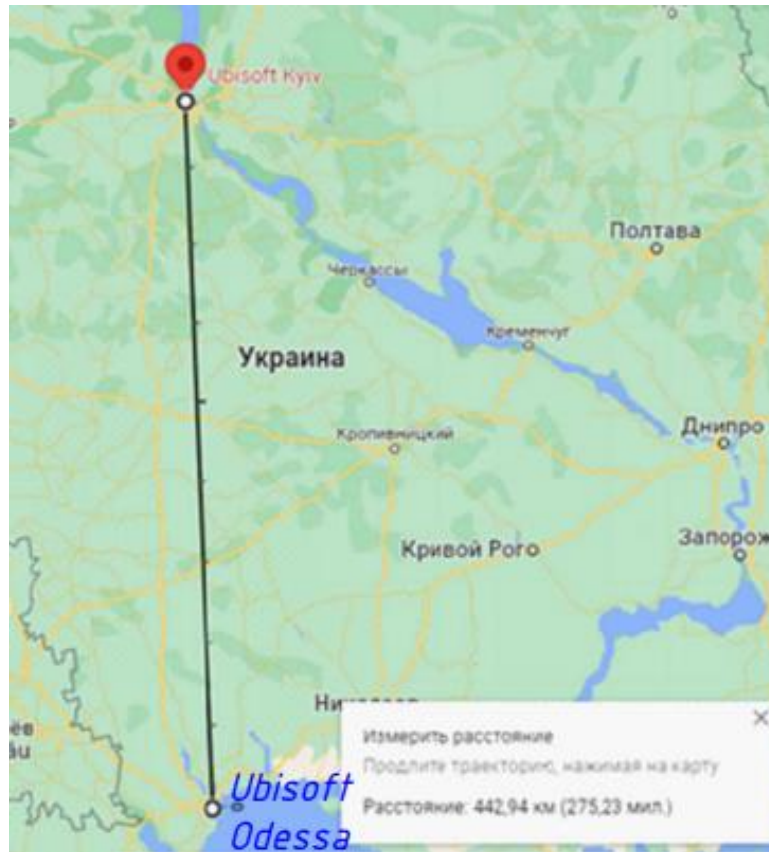 Ubisoft Kyiv
Полтава
Черкассы
Кременчуг
Украина
Днипро
Кропивницкий
Кривой Рог
Запорож
Измерить расстояние
Продлите траекторию, нажимая на карту
Расстояние: 442,94 км (275,23 мил.)
Ubisoft
Odessa